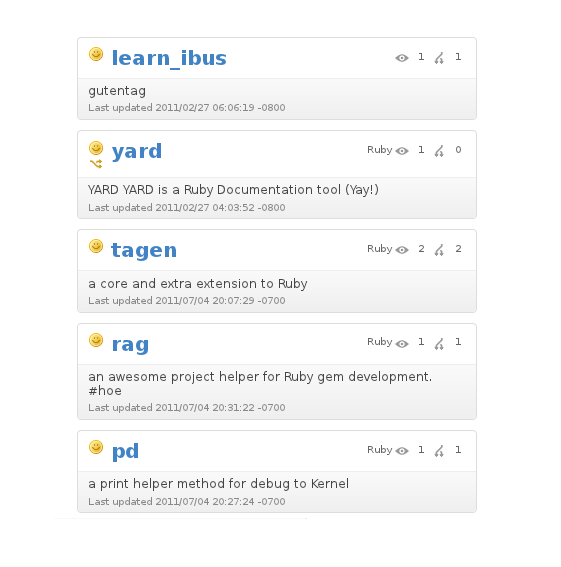 learn_ibus 1 1
gutentag
Last updated 2011/02/27 06:06:19 -0800
yard Ruby 1 0
YARD YARD is a Ruby Documentation tool (Yay!)
Last updated 2011/02/27 04:03:52 -0800
tagen Ruby 2 2
a core and extra extension to Ruby
Last updated 2011/07/04 20:07:29 -0700
rag Ruby 1 1
an awesome project helper for Ruby gem development.
#hoe
Last updated 2011/07/04 20:31:22 -0700
pd Ruby 1 1
a print helper method for debug to Kernel
Last updated 2011/07/04 20:27:24 -0700